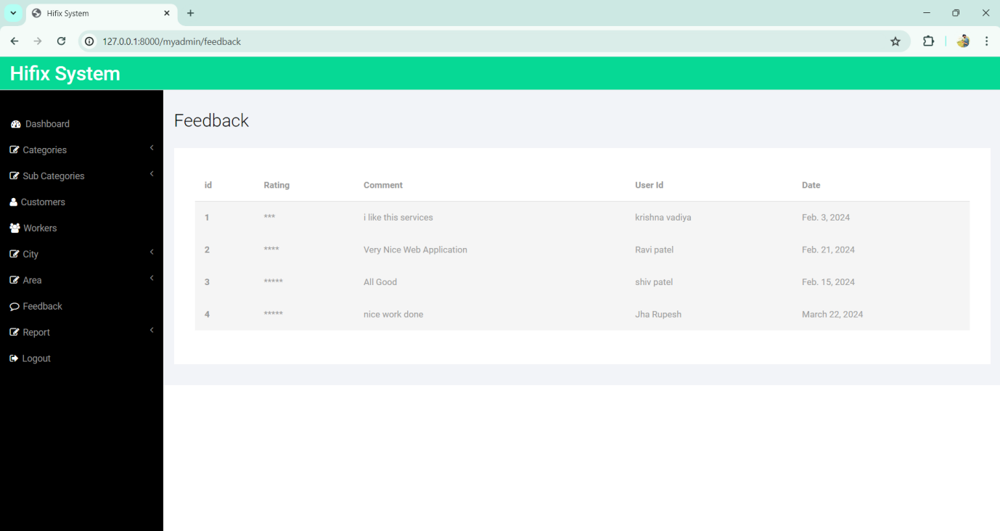 Hifix System
127.0.0.1:8000/myadmin/feedback
Hifix System
Dashboard
Categories
Sub Categories
Customers
Workers
City
Area
Feedback
Report
Logout
Feedback
id Rating Comment User Id Date
1 *** i like this services krishna vadiya Feb. 3, 2024
2 **** Very Nice Web Application Ravi patel Feb. 21, 2024
3 ***** All Good shiv patel Feb. 15, 2024
4 ***** nice work done Jha Rupesh March 22, 2024